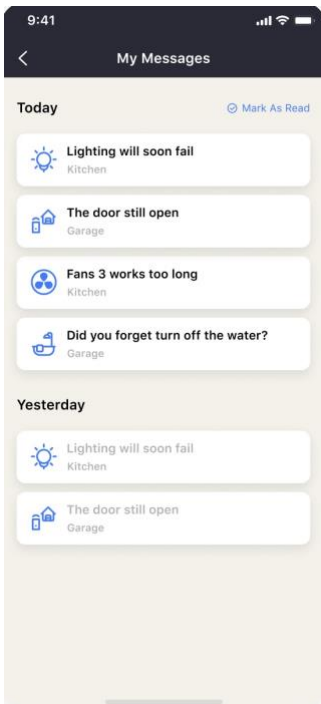 9:41
My Messages
Today
Mark As Read
Lighting will soon fail
Kitchen
The door still open
Garage
Fans 3 works too long
Kitchen
Did you forget turn off the water?
Garage
Yesterday
Lighting will soon fail
Kitchen
The door still open
Garage